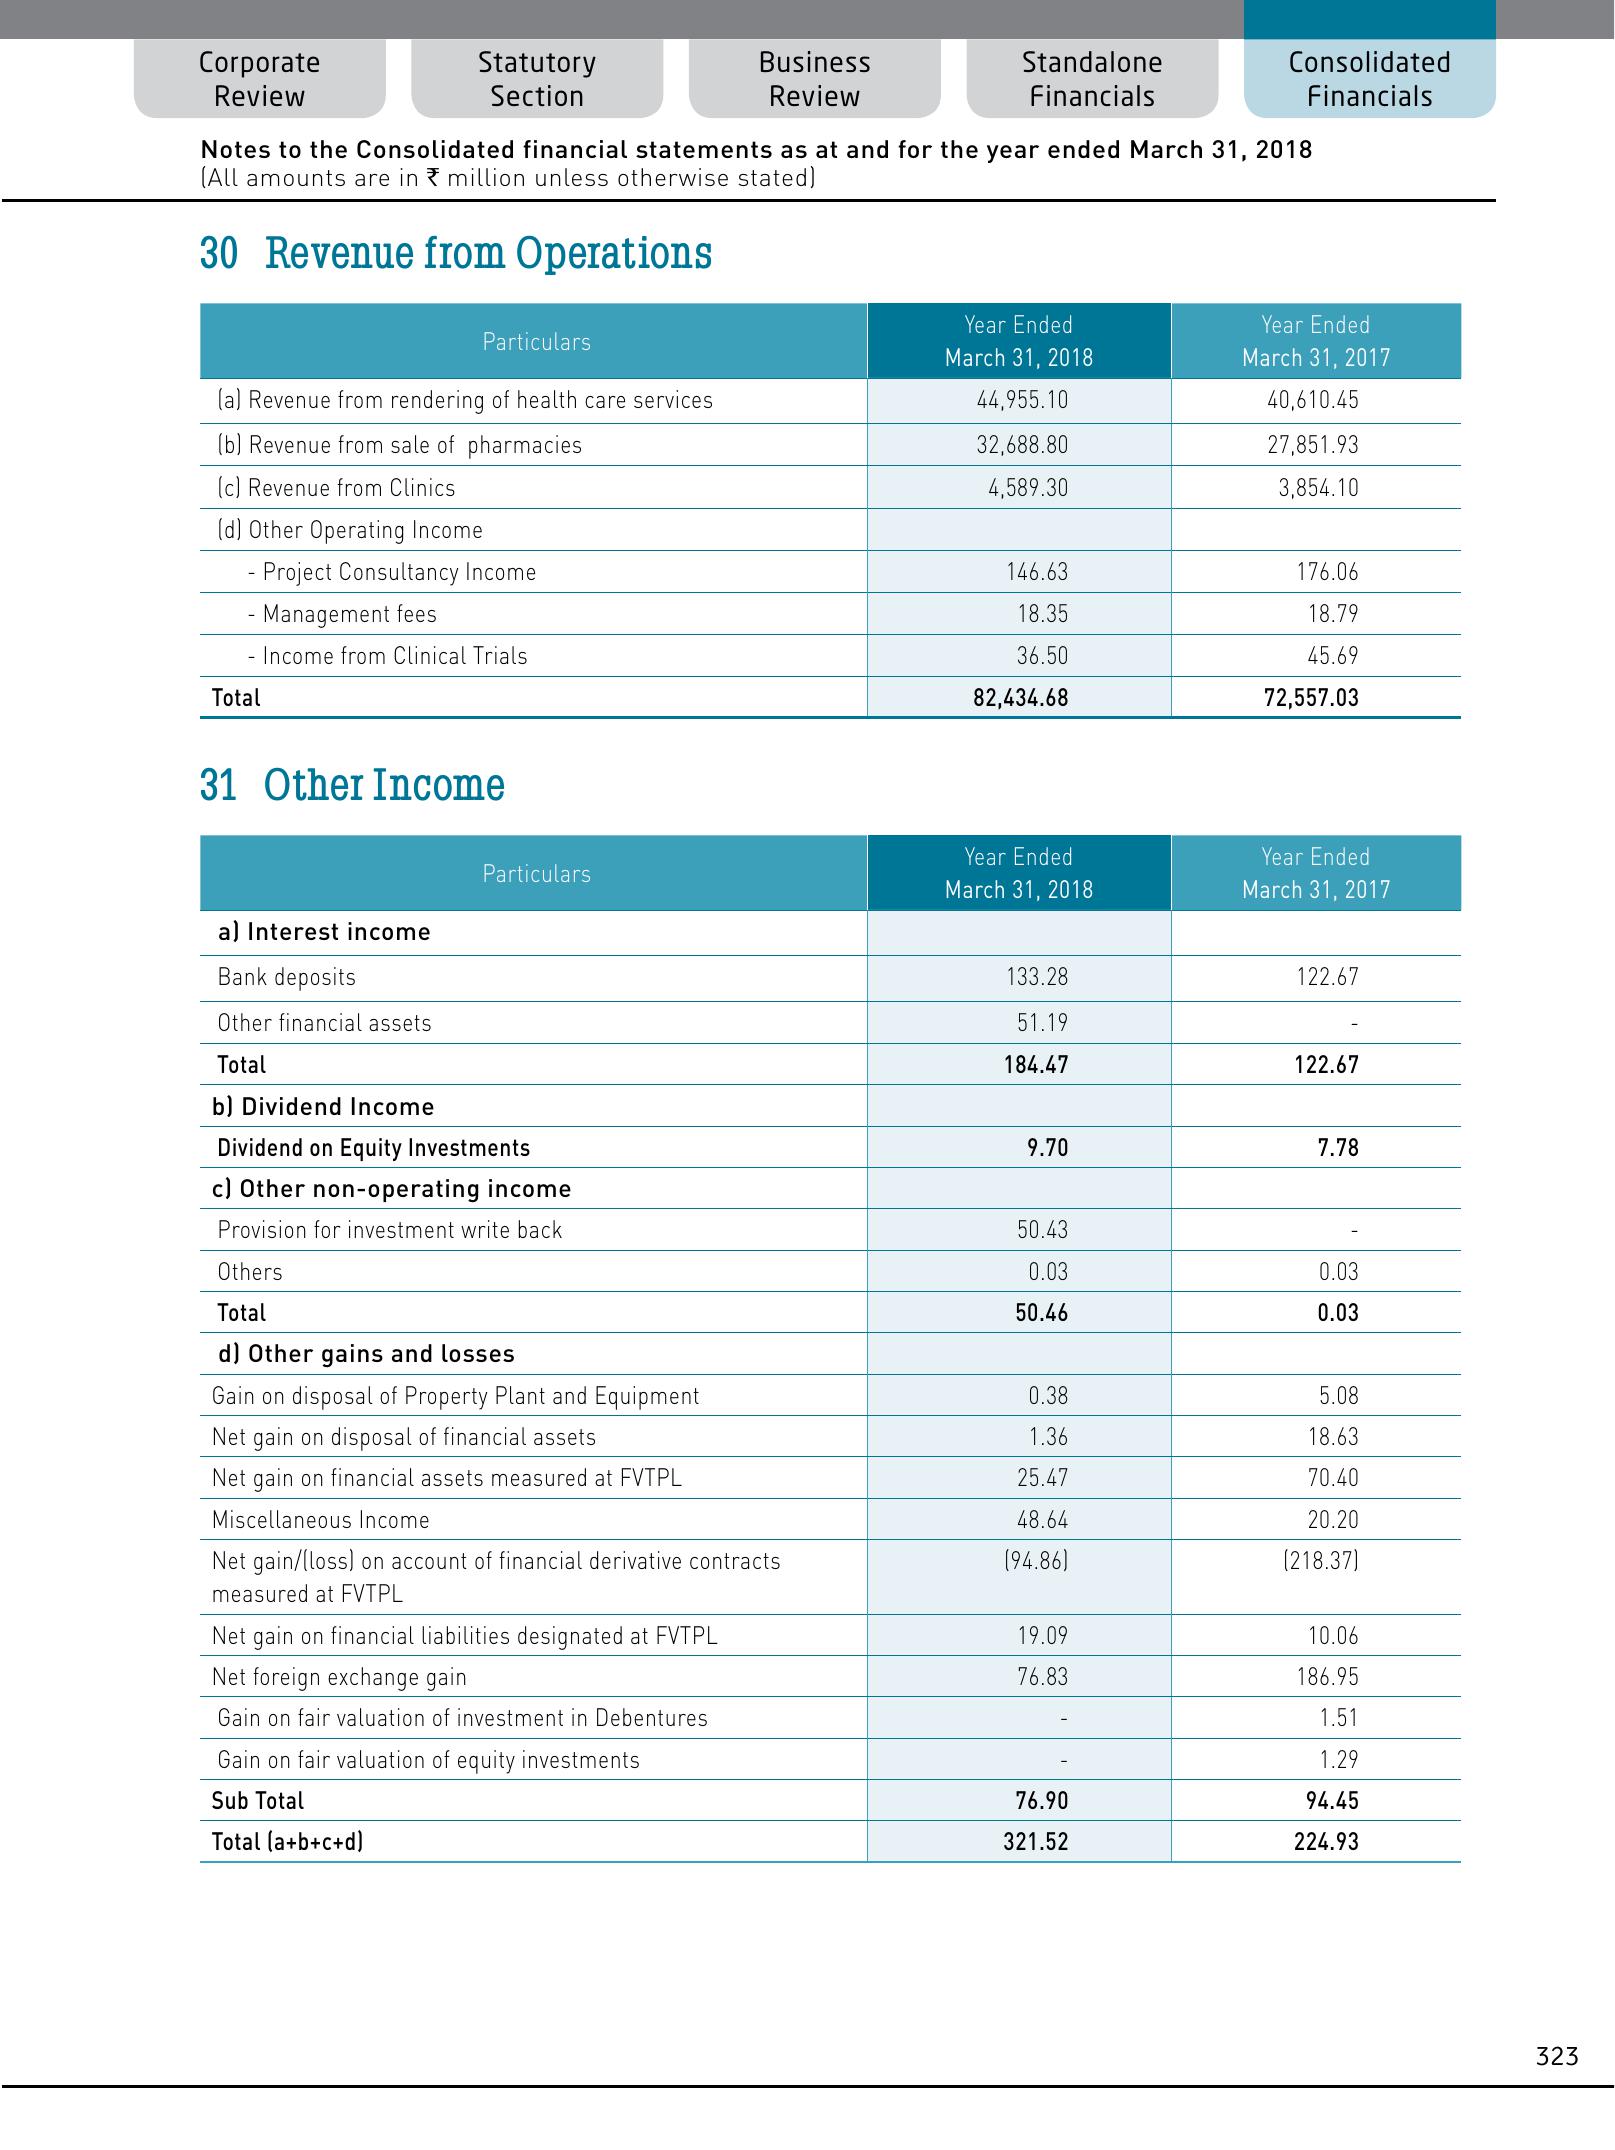 Corporate Review
Statutory Section
Business Review
Standalone Financials
Consolidated Financials
Notes to the Consolidated financial statements as at and for the year ended March 31, 2018
(All amounts are in ₹ million unless otherwise stated)
30 Revenue from Operations
Particulars Year Ended March 31, 2018 Year Ended March 31, 2017
(a) Revenue from rendering of health care services 44,955.10 40,610.45
(b) Revenue from sale of pharmacies 32,688.80 27,851.93
(c) Revenue from Clinics 4,589.30 3,854.10
(d) Other Operating Income
- Project Consultancy Income 146.63 176.06
- Management fees 18.35 18.79
- Income from Clinical Trials 36.50 45.69
Total 82,434.68 72,557.03
31 Other Income
Particulars Year Ended March 31, 2018 Year Ended March 31, 2017
a) Interest income
Bank deposits 133.28 122.67
Other financial assets 51.19 -
Total 184.47 122.67
b) Dividend Income
Dividend on Equity Investments 9.70 7.78
c) Other non-operating income
Provision for investment write back 50.43 -
Others 0.03 0.03
Total 50.46 0.03
d) Other gains and losses
Gain on disposal of Property Plant and Equipment 0.38 5.08
Net gain on disposal of financial assets 1.36 18.63
Net gain on financial assets measured at FVTPL 25.47 70.40
Miscellaneous Income 48.64 20.20
Net gain/(loss) on account of financial derivative contracts (94.86) (218.37)
measured at FVTPL
Net gain on financial liabilities designated at FVTPL 19.09 10.06
Net foreign exchange gain 76.83 186.95
Gain on fair valuation of investment in Debentures - 1.51
Gain on fair valuation of equity investments - 1.29
Sub Total 76.90 94.45
Total (a+b+c+d) 321.52 224.93
323